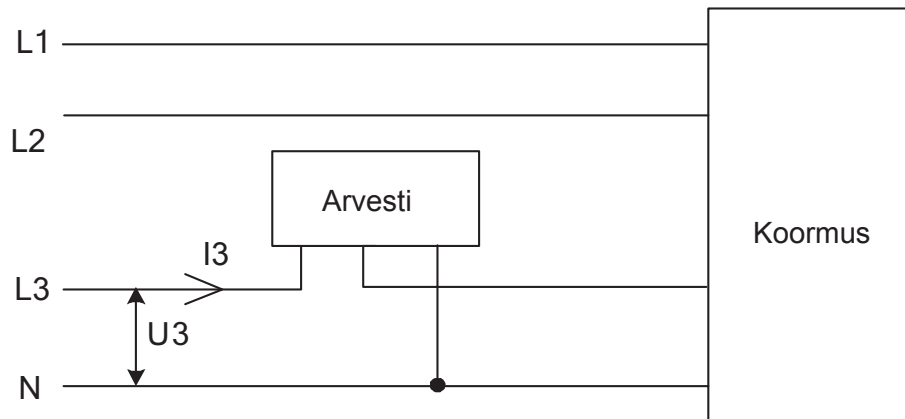 L1
L2
Arvesti
Koormus
I3
L3
U3
N